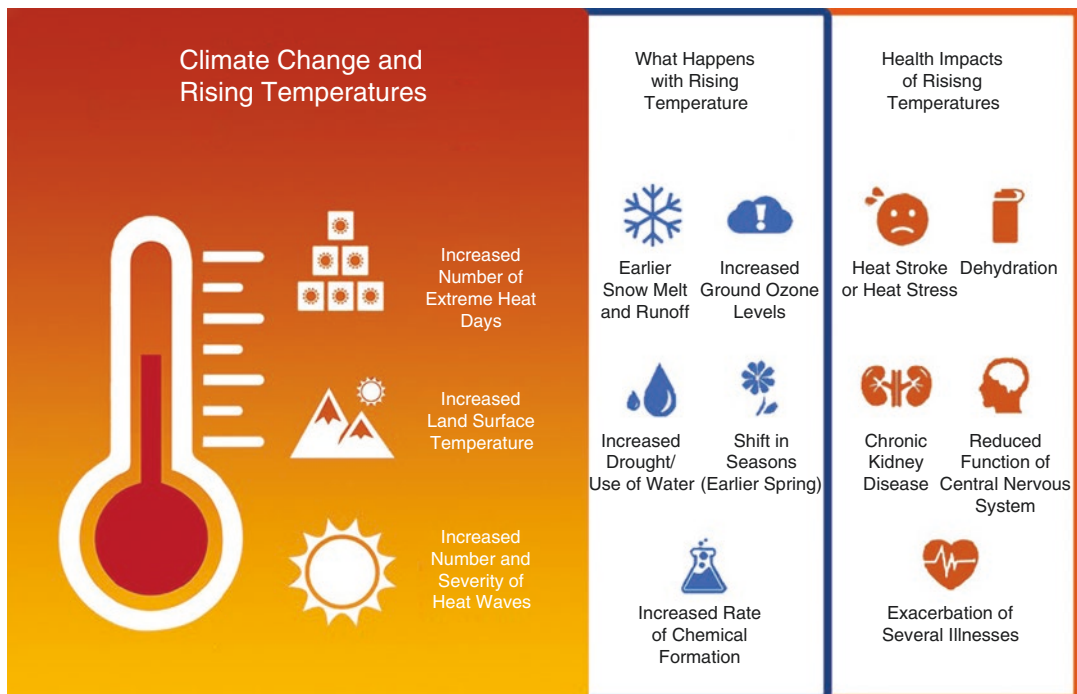 Climate Change and
Rising Temperatures
Increased
Number of
Extreme Heat
Days
Increased
Land Surface
Temperature
Increased
Number and
Severity of
Heat Waves
What Happens
with Rising
Temperature
Earlier
Snow Melt
and Runoff
Increased
Ground Ozone
Levels
Increased
Drought/
Use of Water
Shift in
Seasons
(Earlier Spring)
Increased Rate
of Chemical
Formation
Health Impacts
of Risisng
Temperatures
Heat Stroke
or Heat Stress
Dehydration
Chronic
Kidney
Disease
Reduced
Function of
Central Nervous
System
Exacerbation of
Several Illnesses